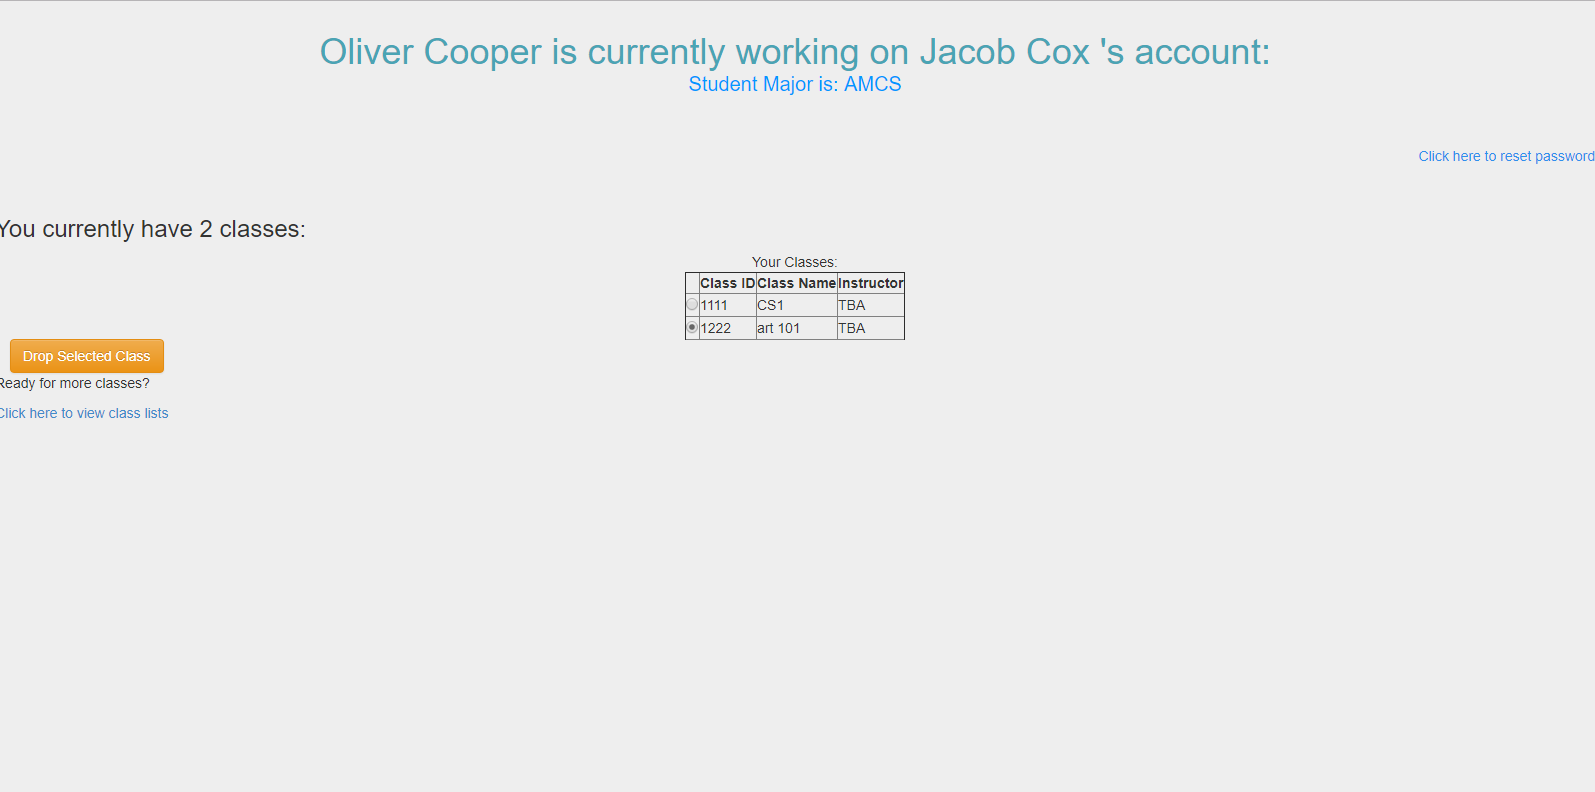 Oliver Cooper is currently working on Jacob Cox 's account:
Student Major is: AMCS
Click here to reset password
You currently have 2 classes:
Your Classes:
Class ID Class Name Instructor
1111 CS1 TBA
1222 art 101 TBA
Drop Selected Class
Ready for more classes?
Click here to view class lists